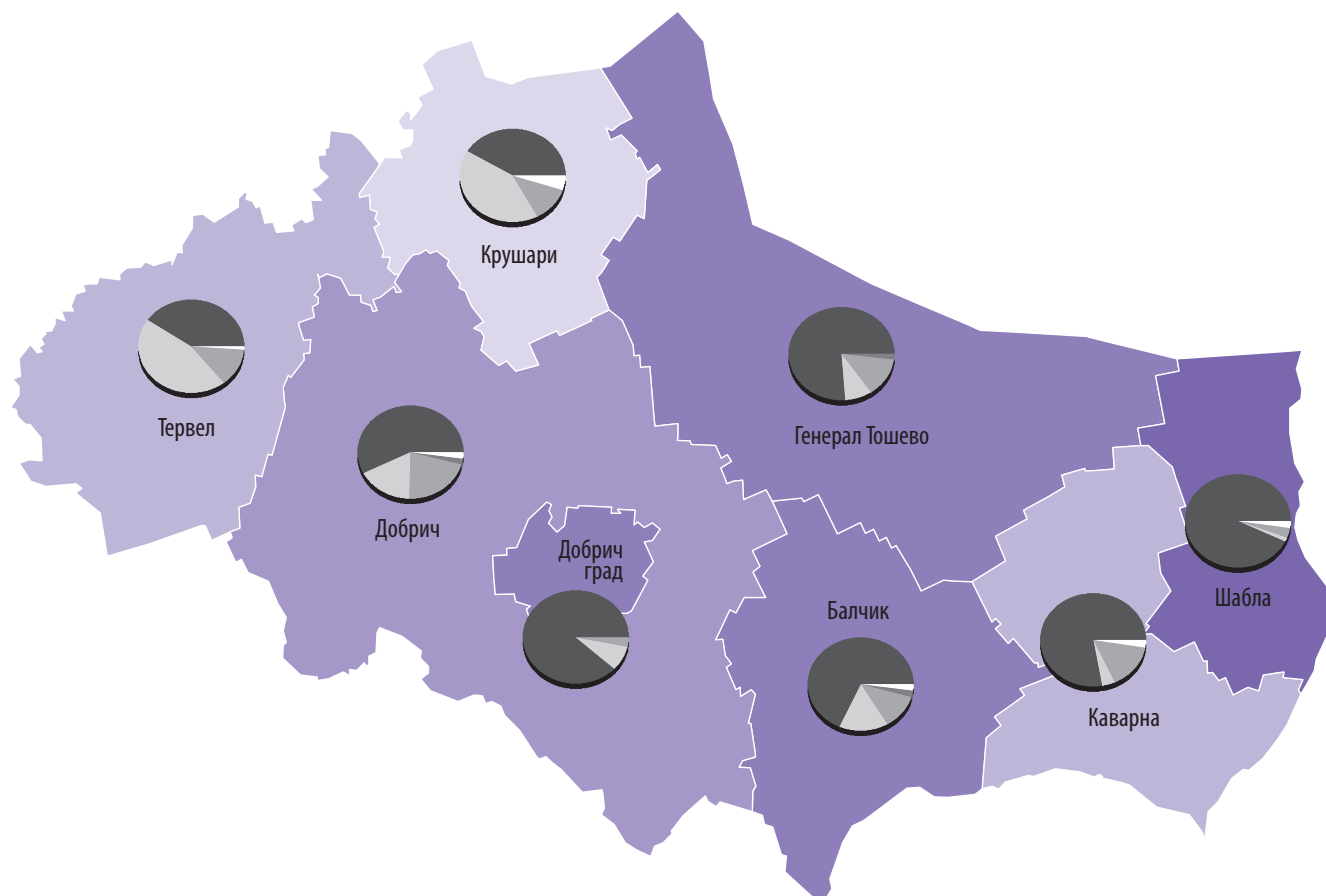 Крушари
Тервел
Генерал Тошево
Добрич
Добрич
град
Балчик
Шабла
Каварна